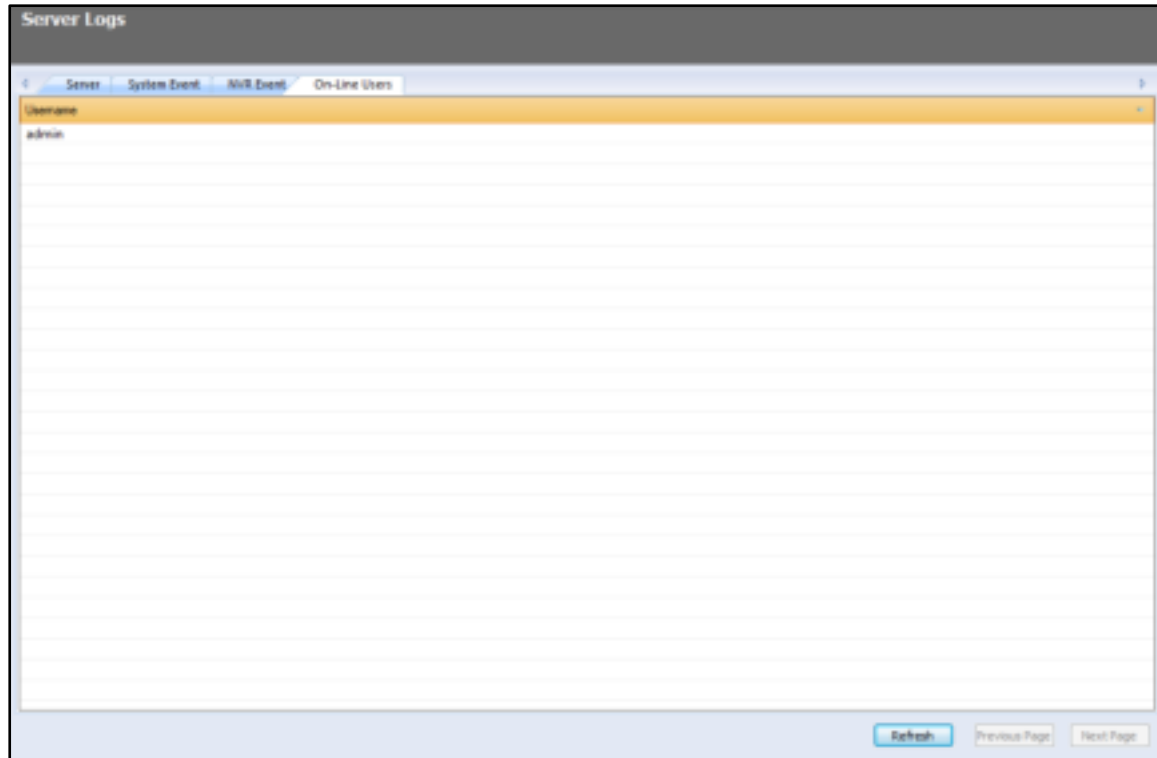 Server Logs
Server System Event NVR Event On-Line Users
Username
admin
Refresh Previous Page Next Page